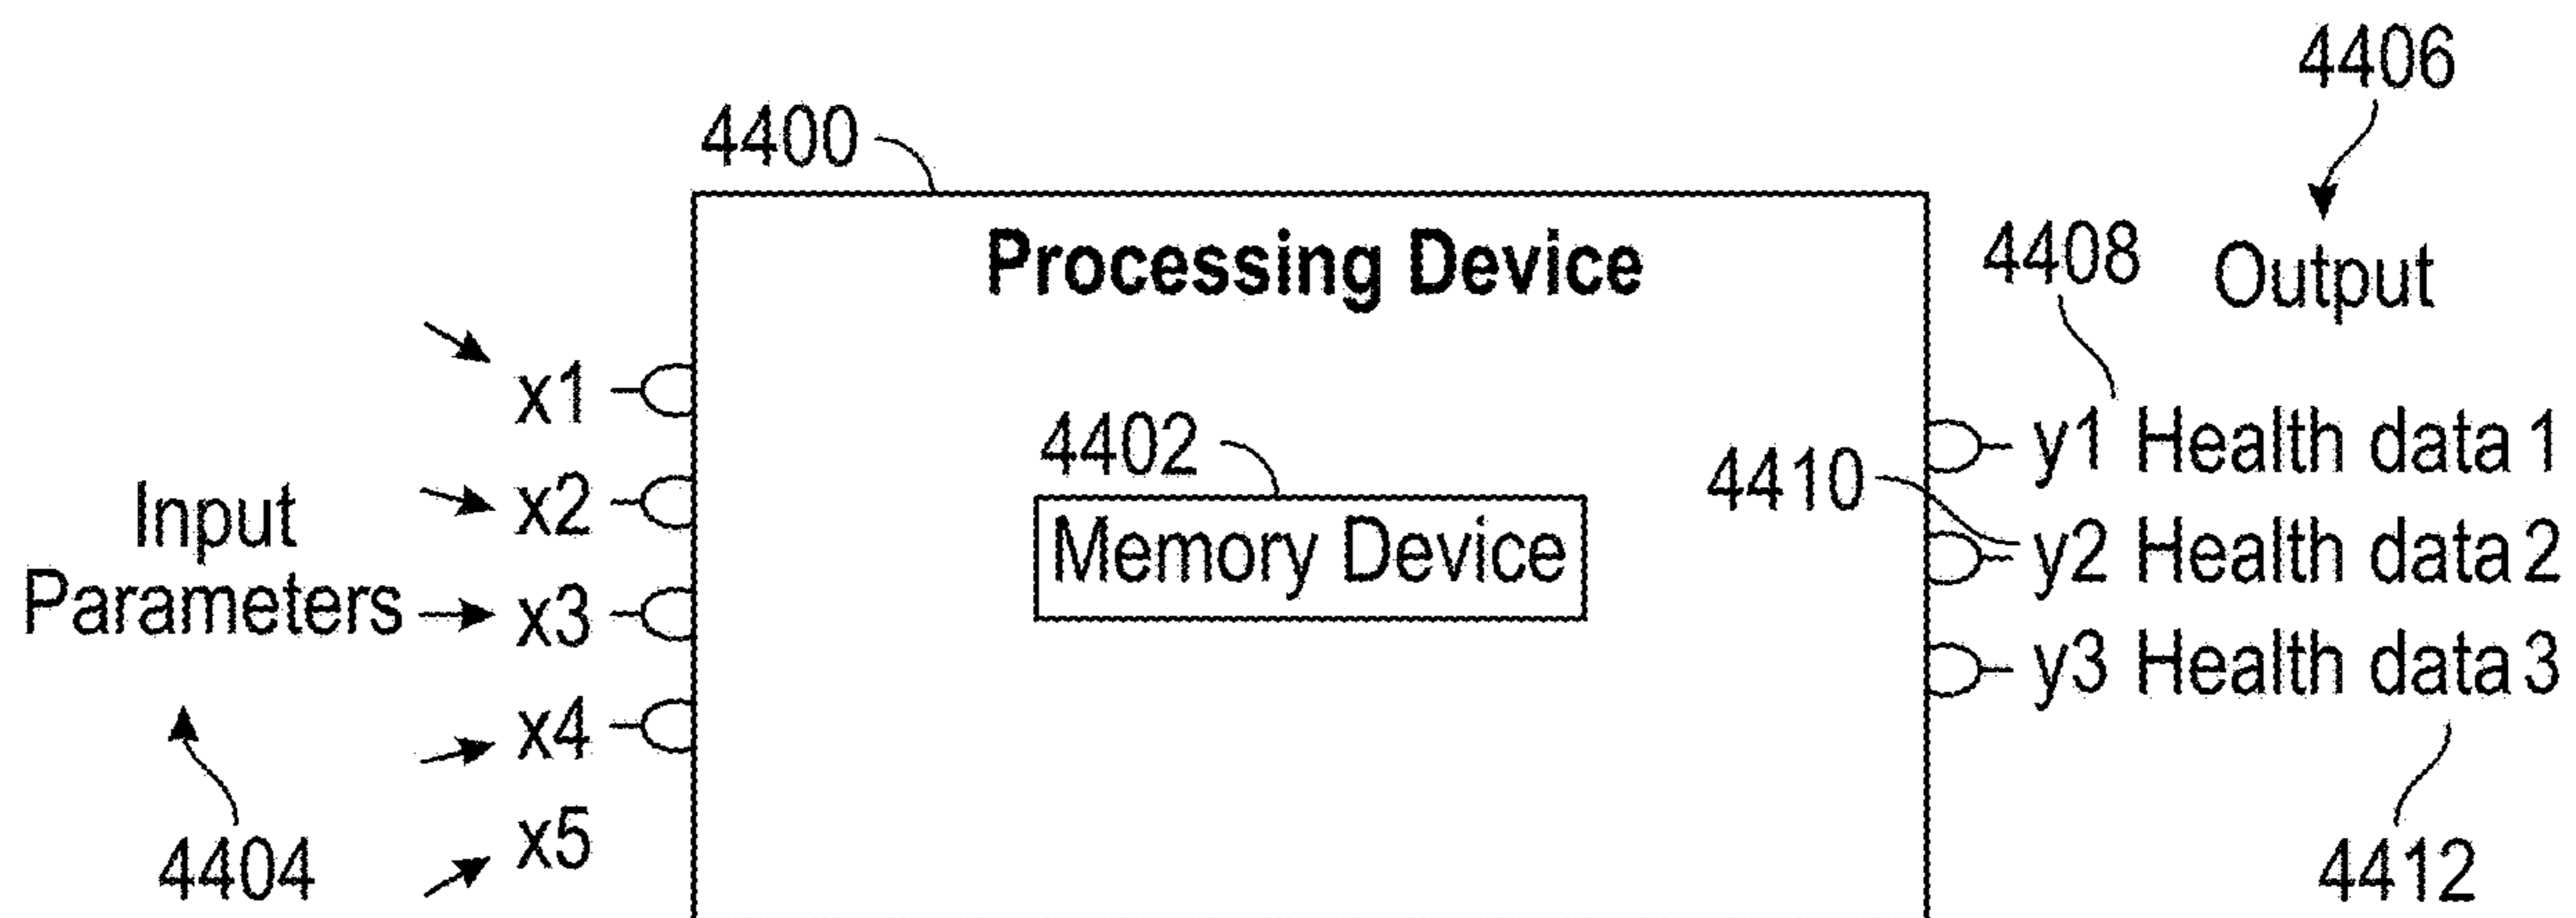 4406
4400
Processing Device
4408
Output
x1
4402
y1 Health data 1
4410
x2
Input
Memory Device
y2 Health data 2
Parameters
x3
y3 Health data 3
x4
x5
4404
4412